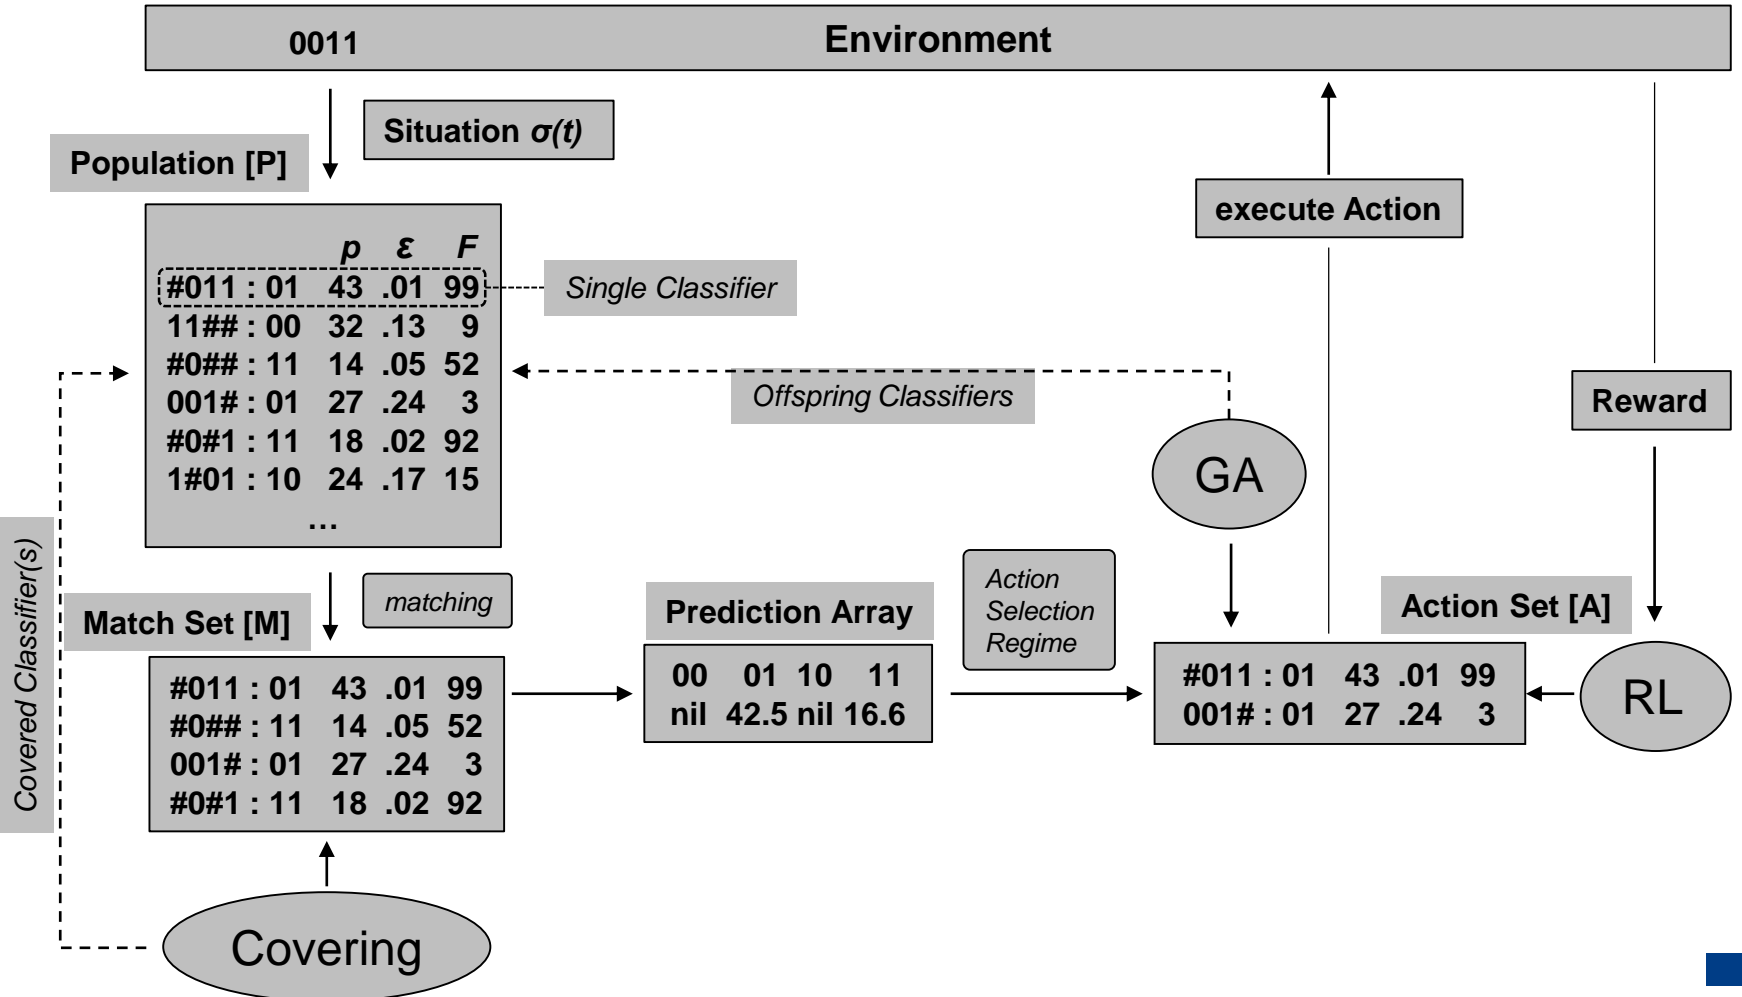 0011 Environment
Situation σ(t)
Population [P]
p ε F
#011 : 01 43 .01 99
11## : 00 32 .13 9
#0## : 11 14 .05 52
001# : 01 27 .24 3
#0#1 : 11 18 .02 92
1#01 : 10 24 .17 15
…
Single Classifier
execute Action
Offspring Classifiers
Reward
GA
Covered Classifier(s)
matching
Match Set [M]
#011 : 01 43 .01 99
#0## : 11 14 .05 52
001# : 01 27 .24 3
#0#1 : 11 18 .02 92
Covering
Prediction Array
00 01 10 11
nil 42.5 nil 16.6
Action
Selection
Regime
Action Set [A]
#011 : 01 43 .01 99
001# : 01 27 .24 3
RL